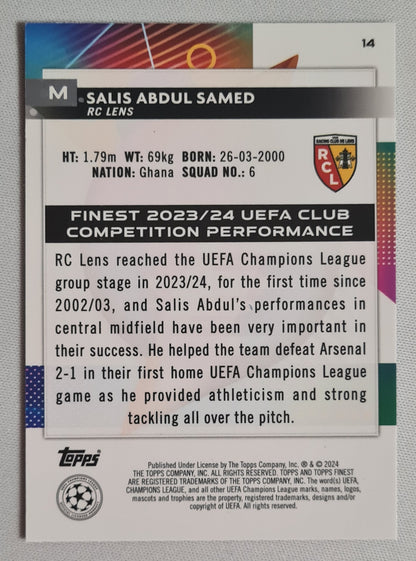 14
M SALIS ABDUL SAMED
RC LENS
HT: 1.79m WT: 69kg BORN: 26-03-2000
NATION: Ghana SQUAD NO.: 6
RACING CLUB DE LENS
RCL
FINEST 2023/24 UEFA CLUB
COMPETITION PERFORMANCE
RC Lens reached the UEFA Champions League
group stage in 2023/24, for the first time since
2002/03, and Salis Abdul's performances in
central midfield have been very important in
their success. He helped the team defeat Arsenal
2-1 in their first home UEFA Champions League
game as he provided athleticism and strong
tackling all over the pitch.
Topps
Published Under License by The Topps Company, Inc. ® & © 2024
THE TOPPS COMPANY, INC. ALL RIGHTS RESERVED. TOPPS AND TOPPS FINEST
ARE REGISTERED TRADEMARKS OF THE TOPPS COMPANY, INC. The word(s) UEFA,
CHAMPIONS LEAGUE, and all other UEFA Champions League marks, names, logos,
mascots and trophies are the property, registered trademarks, designs and/or
copyright of UEFA. All rights reserved.